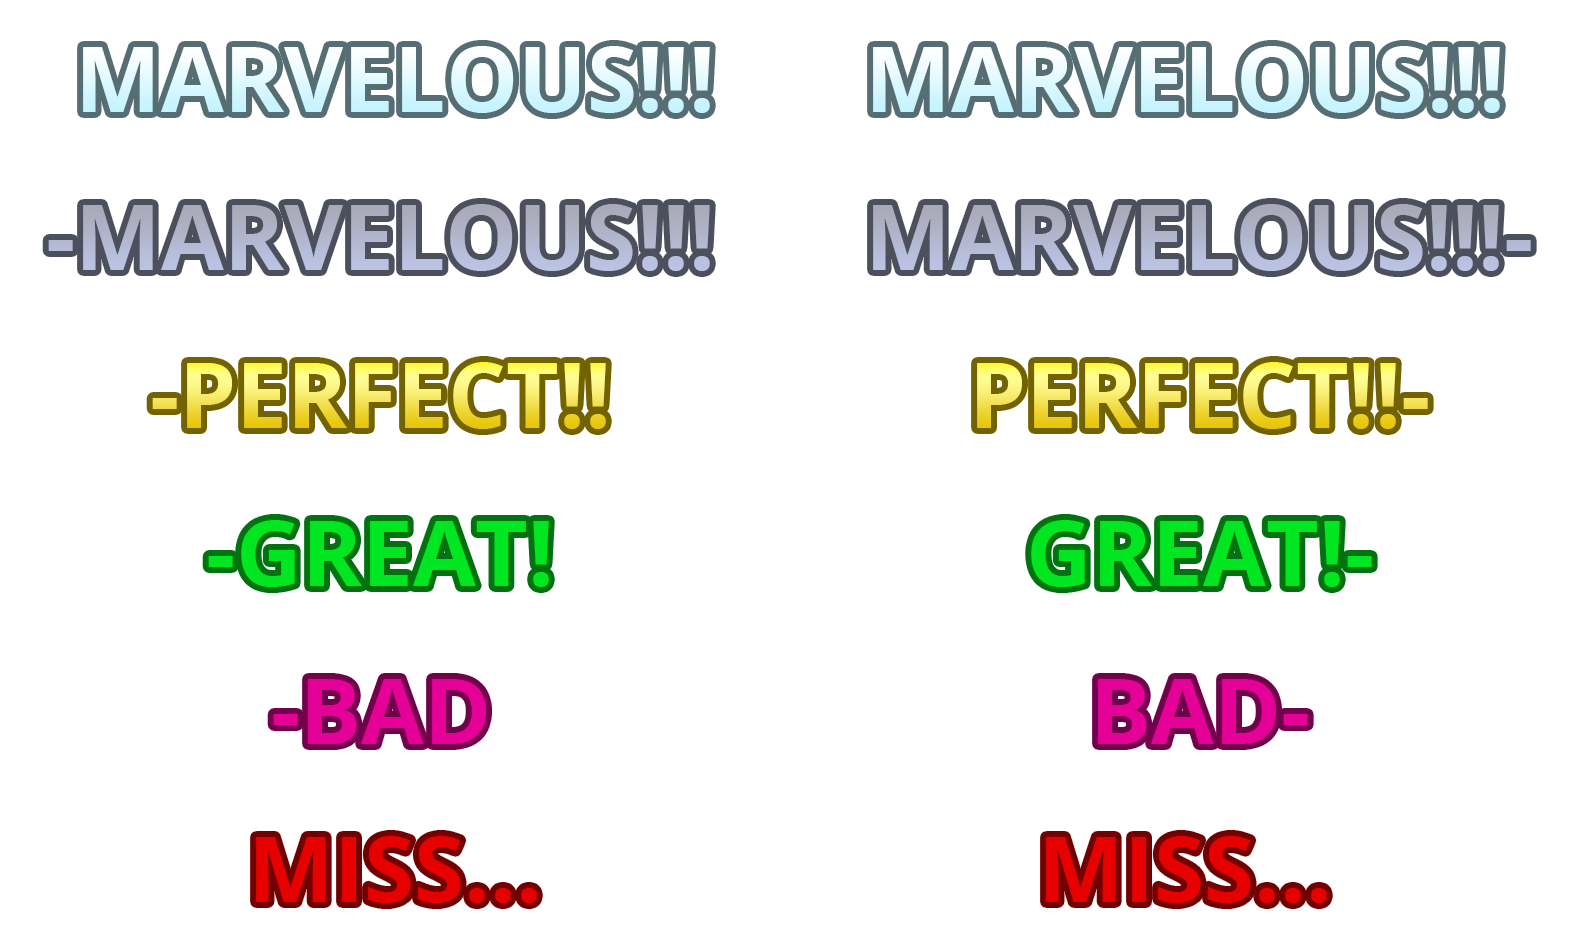 MARVELOUS!!! MARVELOUS!!!
-MARVELOUS!!! MARVELOUS!!!-
-PERFECT!! PERFECT!!-
-GREAT! GREAT!-
-BAD BAD-
MISS... MISS...